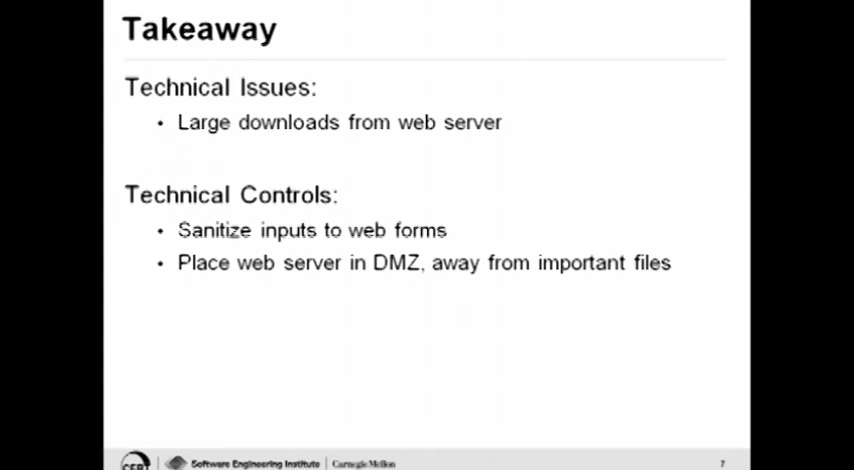 Takeaway
Technical Issues:
• Large downloads from web server
Technical Controls:
• Sanitize inputs to web forms
• Place web server in DMZ, away from important files
CERT Software Engineering Institute Carnegie Mellon 7